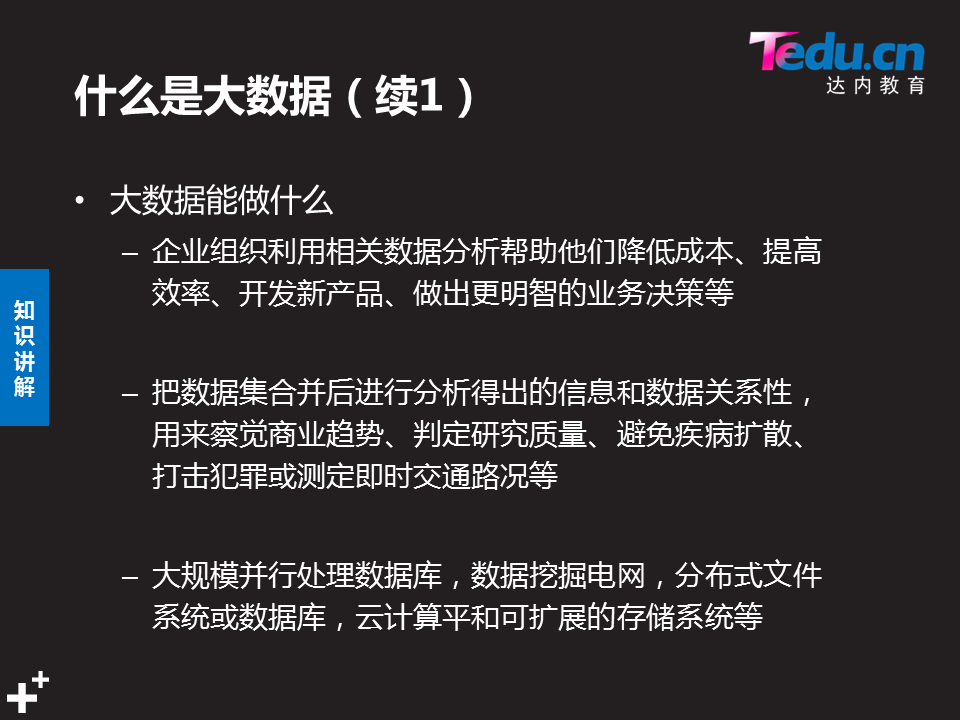 Tedu.cn
达内教育
什么是大数据（续1）
• 大数据能做什么
– 企业组织利用相关数据分析帮助他们降低成本、提高
效率、开发新产品、做出更明智的业务决策等
知识讲解
– 把数据集合并后进行分析得出的信息和数据关系性，
用来察觉商业趋势、判定研究质量、避免疾病扩散、
打击犯罪或测定即时交通路况等
– 大规模并行处理数据库，数据挖掘电网，分布式文件
系统或数据库，云计算平和可扩展的存储系统等